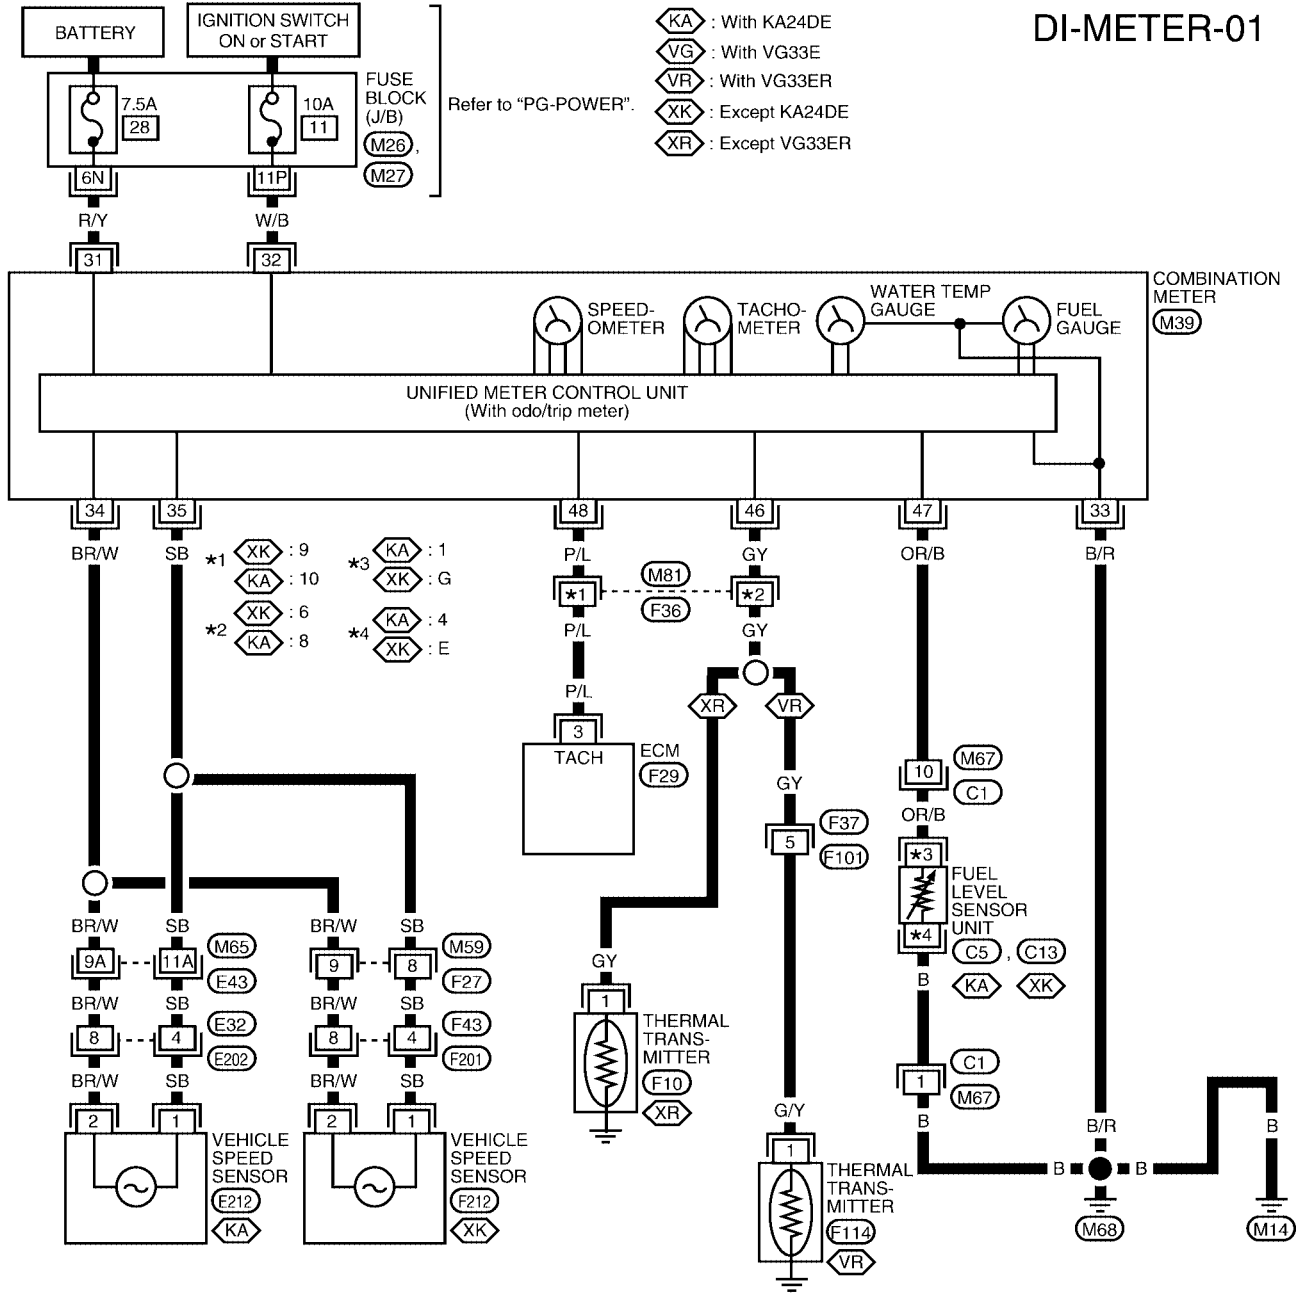 DI-METER-01
BATTERY
IGNITION SWITCH
ON or START
KA : With KA24DE
VG : With VG33E
VR : With VG33ER
XK : Except KA24DE
XR : Except VG33ER
7.5A
28
10A
11
FUSE
BLOCK
(J/B)
M26 ,
M27
Refer to "PG-POWER".
6N
11P
R/Y
W/B
31
32
COMBINATION
METER
M39
SPEED-
OMETER
TACHO-
METER
WATER TEMP
GAUGE
FUEL
GAUGE
UNIFIED METER CONTROL UNIT
(With odo/trip meter)
34
35
48
46
47
33
BR/W
SB
P/L
GY
OR/B
B/R
*1 XK : 9
KA : 10
*2 XK : 6
KA : 8
*3 KA : 1
XK : G
*4 KA : 4
XK : E
*1
M81
F36
*2
P/L
GY
P/L
XR
VR
3
TACH
ECM
F29
GY
10
M67
C1
OR/B
5
F37
F101
*3
FUEL
LEVEL
SENSOR
UNIT
*4
C5 , C13
KA
XK
B
BR/W
SB
BR/W
SB
9A
11A
M65
E43
9
8
M59
F27
BR/W
SB
BR/W
SB
8
4
E32
E202
8
4
F43
F201
BR/W
SB
BR/W
SB
2
1
2
1
VEHICLE
SPEED
SENSOR
E212
KA
VEHICLE
SPEED
SENSOR
F212
XK
GY
1
THERMAL
TRANS-
MITTER
F10
XR
G/Y
1
THERMAL
TRANS-
MITTER
F114
VR
1
C1
M67
B
B/R
B
B
B
M68
M14